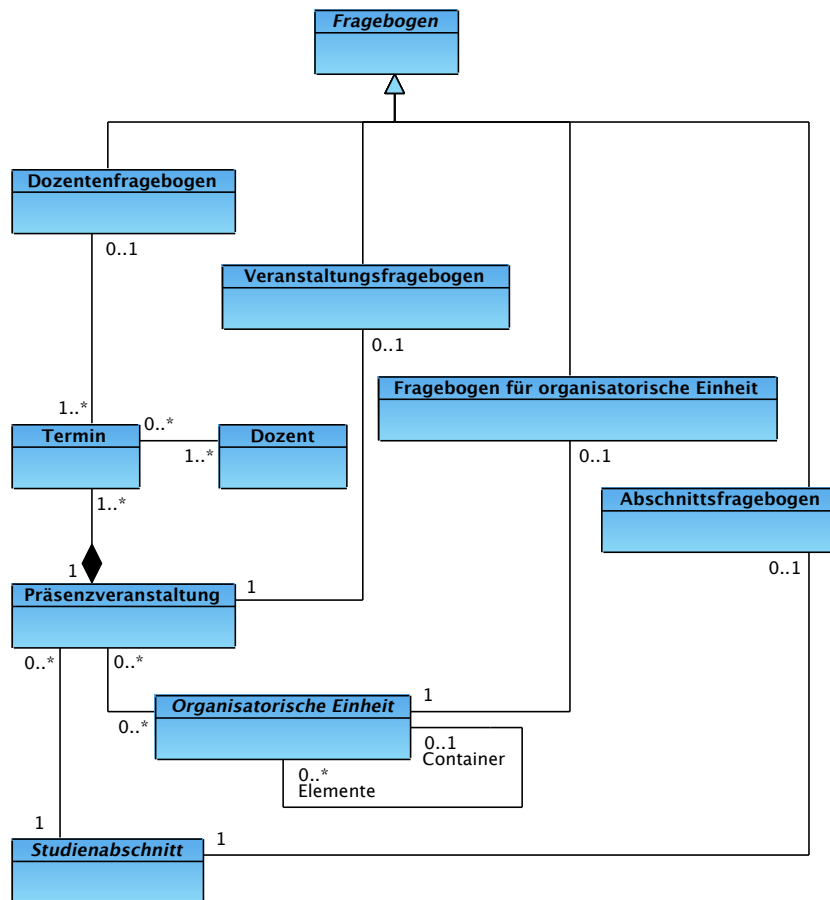 Fragebogen
Dozentenfragebogen
0..1
Veranstaltungsfragebogen
0..1
Fragebogen für organisatorische Einheit
0..1
1..*
0..*
Termin
Dozent
1..*
1..*
Abschnittsfragebogen
0..1
1
1
Präsenzveranstaltung
0..*
0..*
1
Organisatorische Einheit
0..*
0..1
Container
0..*
Elemente
1
1
Studienabschnitt